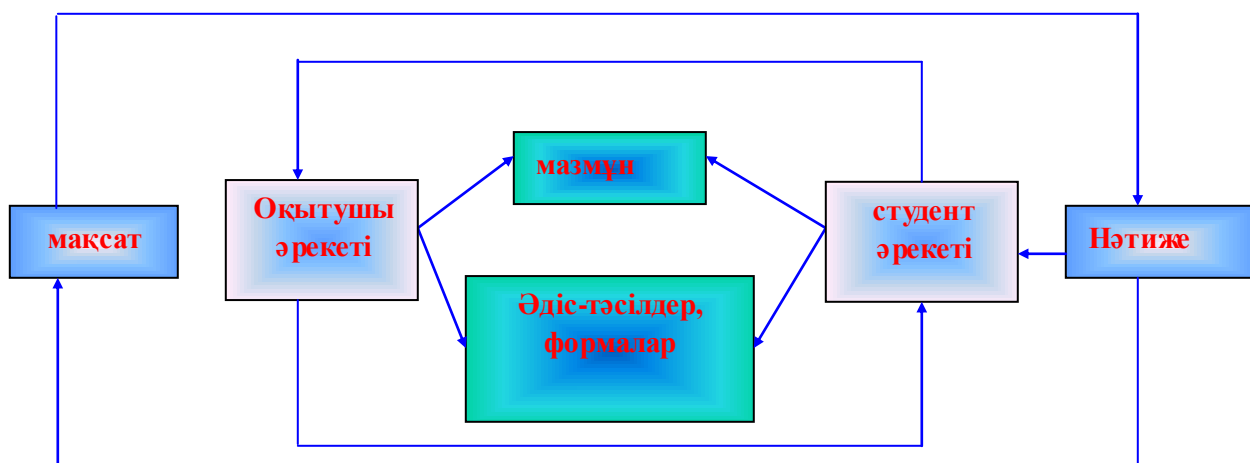 мақсат
Оқытушы
әрекеті
мазмұн
Әдіс-тәсілдер,
формалар
студент
әрекеті
Нәтиже